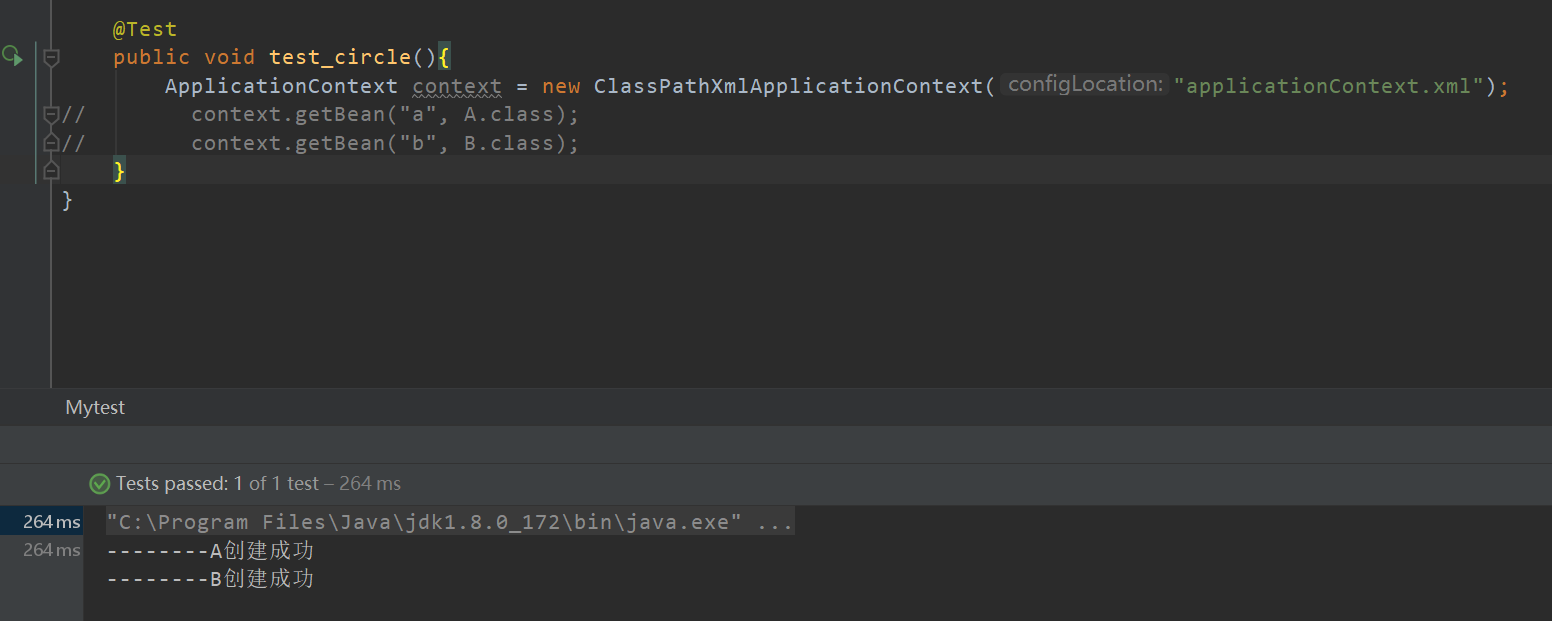 @Test
public void test_circle(){
ApplicationContext context = new ClassPathXmlApplicationContext( configLocation: "applicationContext.xml");
//        context.getBean("a", A.class);
//        context.getBean("b", B.class);
}
}
Mytest
Tests passed: 1 of 1 test – 264 ms
264 ms "C:\Program Files\Java\jdk1.8.0_172\bin\java.exe" ...
264 ms --------A创建成功
--------B创建成功